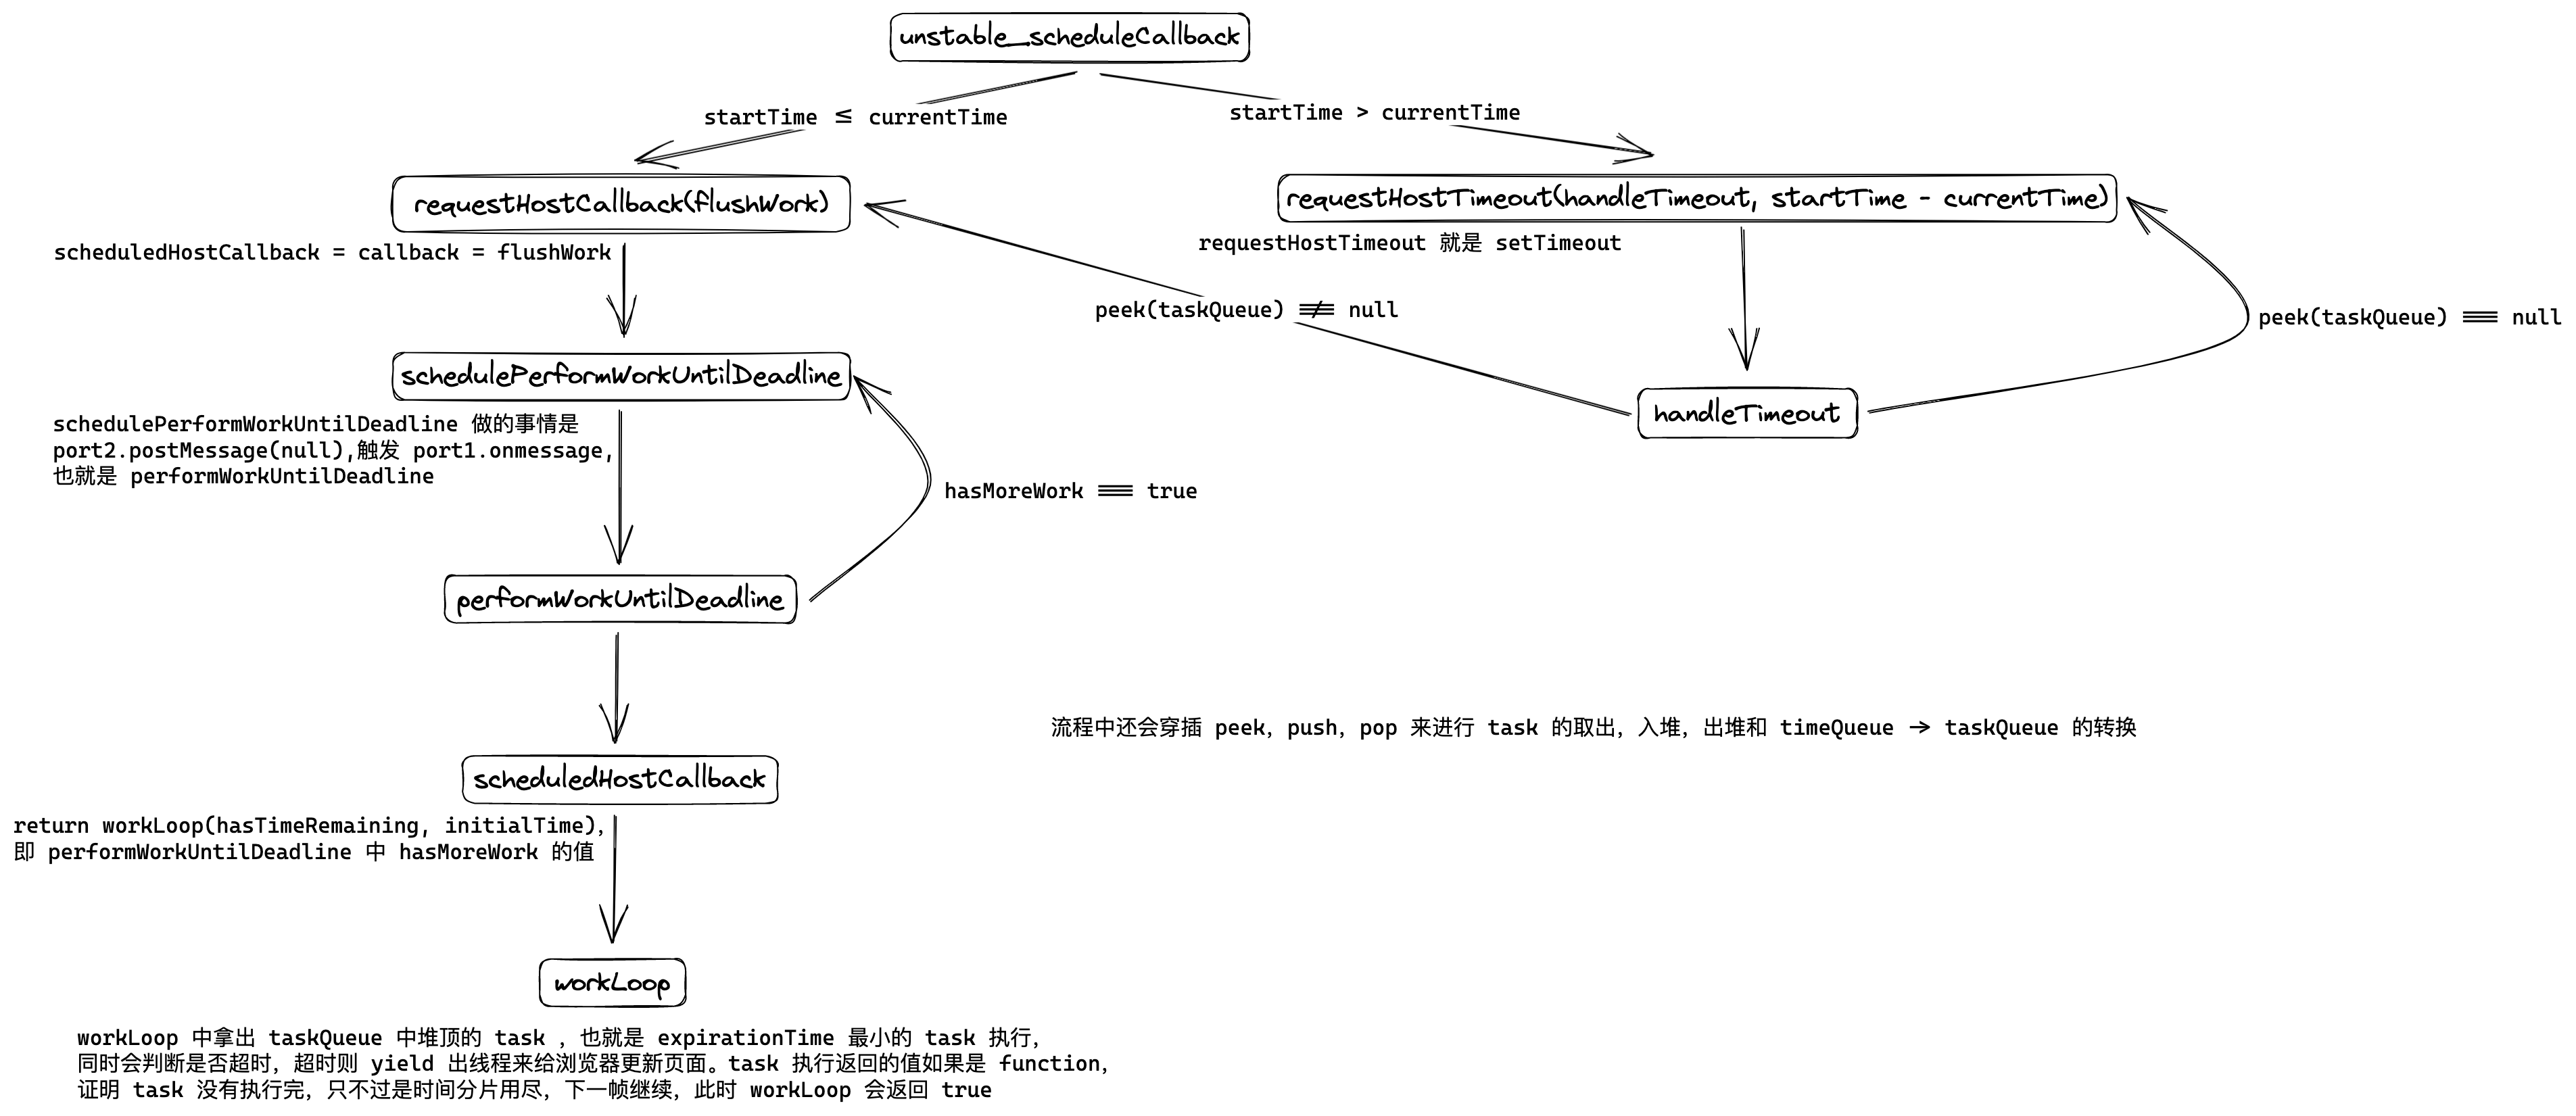 unstable_scheduleCallback
startTime ≤ currentTime
startTime > currentTime
requestHostCallback(flushWork)
requestHostTimeout(handleTimeout, startTime - currentTime)
scheduledHostCallback = callback = flushWork
requestHostTimeout 就是 setTimeout
peek(taskQueue) !== null
peek(taskQueue) === null
schedulePerformWorkUntilDeadline
handleTimeout
schedulePerformWorkUntilDeadline 做的事情是
port2.postMessage(null),触发 port1.onmessage,
也就是 performWorkUntilDeadline
hasMoreWork === true
performWorkUntilDeadline
流程中还会穿插 peek，push，pop 来进行 task 的取出，入堆，出堆和 timeQueue -> taskQueue 的转换
scheduledHostCallback
return workLoop(hasTimeRemaining, initialTime),
即 performWorkUntilDeadline 中 hasMoreWork 的值
workLoop
workLoop 中拿出 taskQueue 中堆顶的 task ，也就是 expirationTime 最小的 task 执行，
同时会判断是否超时，超时则 yield 出线程来给浏览器更新页面。task 执行返回的值如果是 function，
证明 task 没有执行完，只不过是时间分片用尽，下一帧继续，此时 workLoop 会返回 true